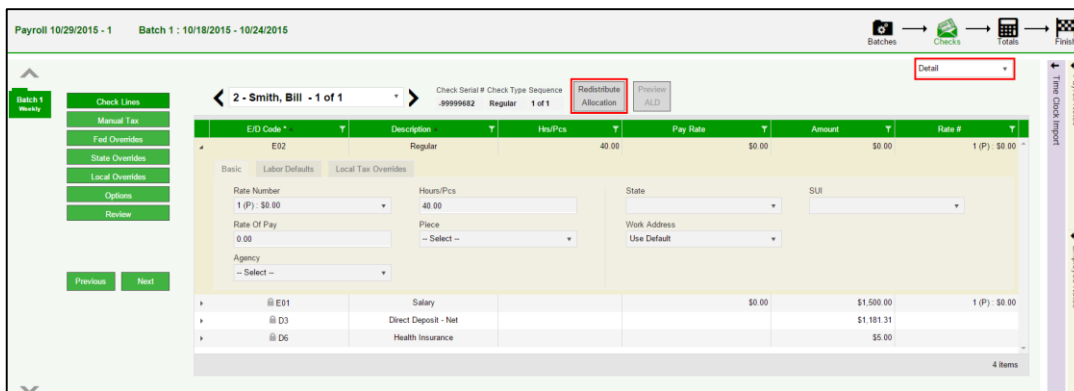 Payroll 10/29/2015 - 1 Batch 1 : 10/18/2015 - 10/24/2015
Batches Checks Totals Finish
Detail
Batch 1
Weekly
2 - Smith, Bill - 1 of 1
Check Serial # Check Type Sequence
-99999682 Regular 1 of 1
Redistribute
Allocation
Preview
ALD
Time Clock Import
Check Lines
Manual Tax
Fed Overrides
State Overrides
Local Overrides
Options
Review
Previous Next
E/D Code * Description Hrs/Pcs Pay Rate Amount Rate #
E02 Regular 40.00 $0.00 $0.00 1 (P) : $0.00
Basic Labor Defaults Local Tax Overrides
Rate Number Hours/Pcs State SUI
1 (P) : $0.00 40.00
Rate Of Pay Piece Work Address
0.00 -- Select -- Use Default
Agency
-- Select --
E01 Salary $0.00 $1,500.00 1 (P) : $0.00
D3 Direct Deposit - Net $1,181.31
D6 Health Insurance $5.00
4 items